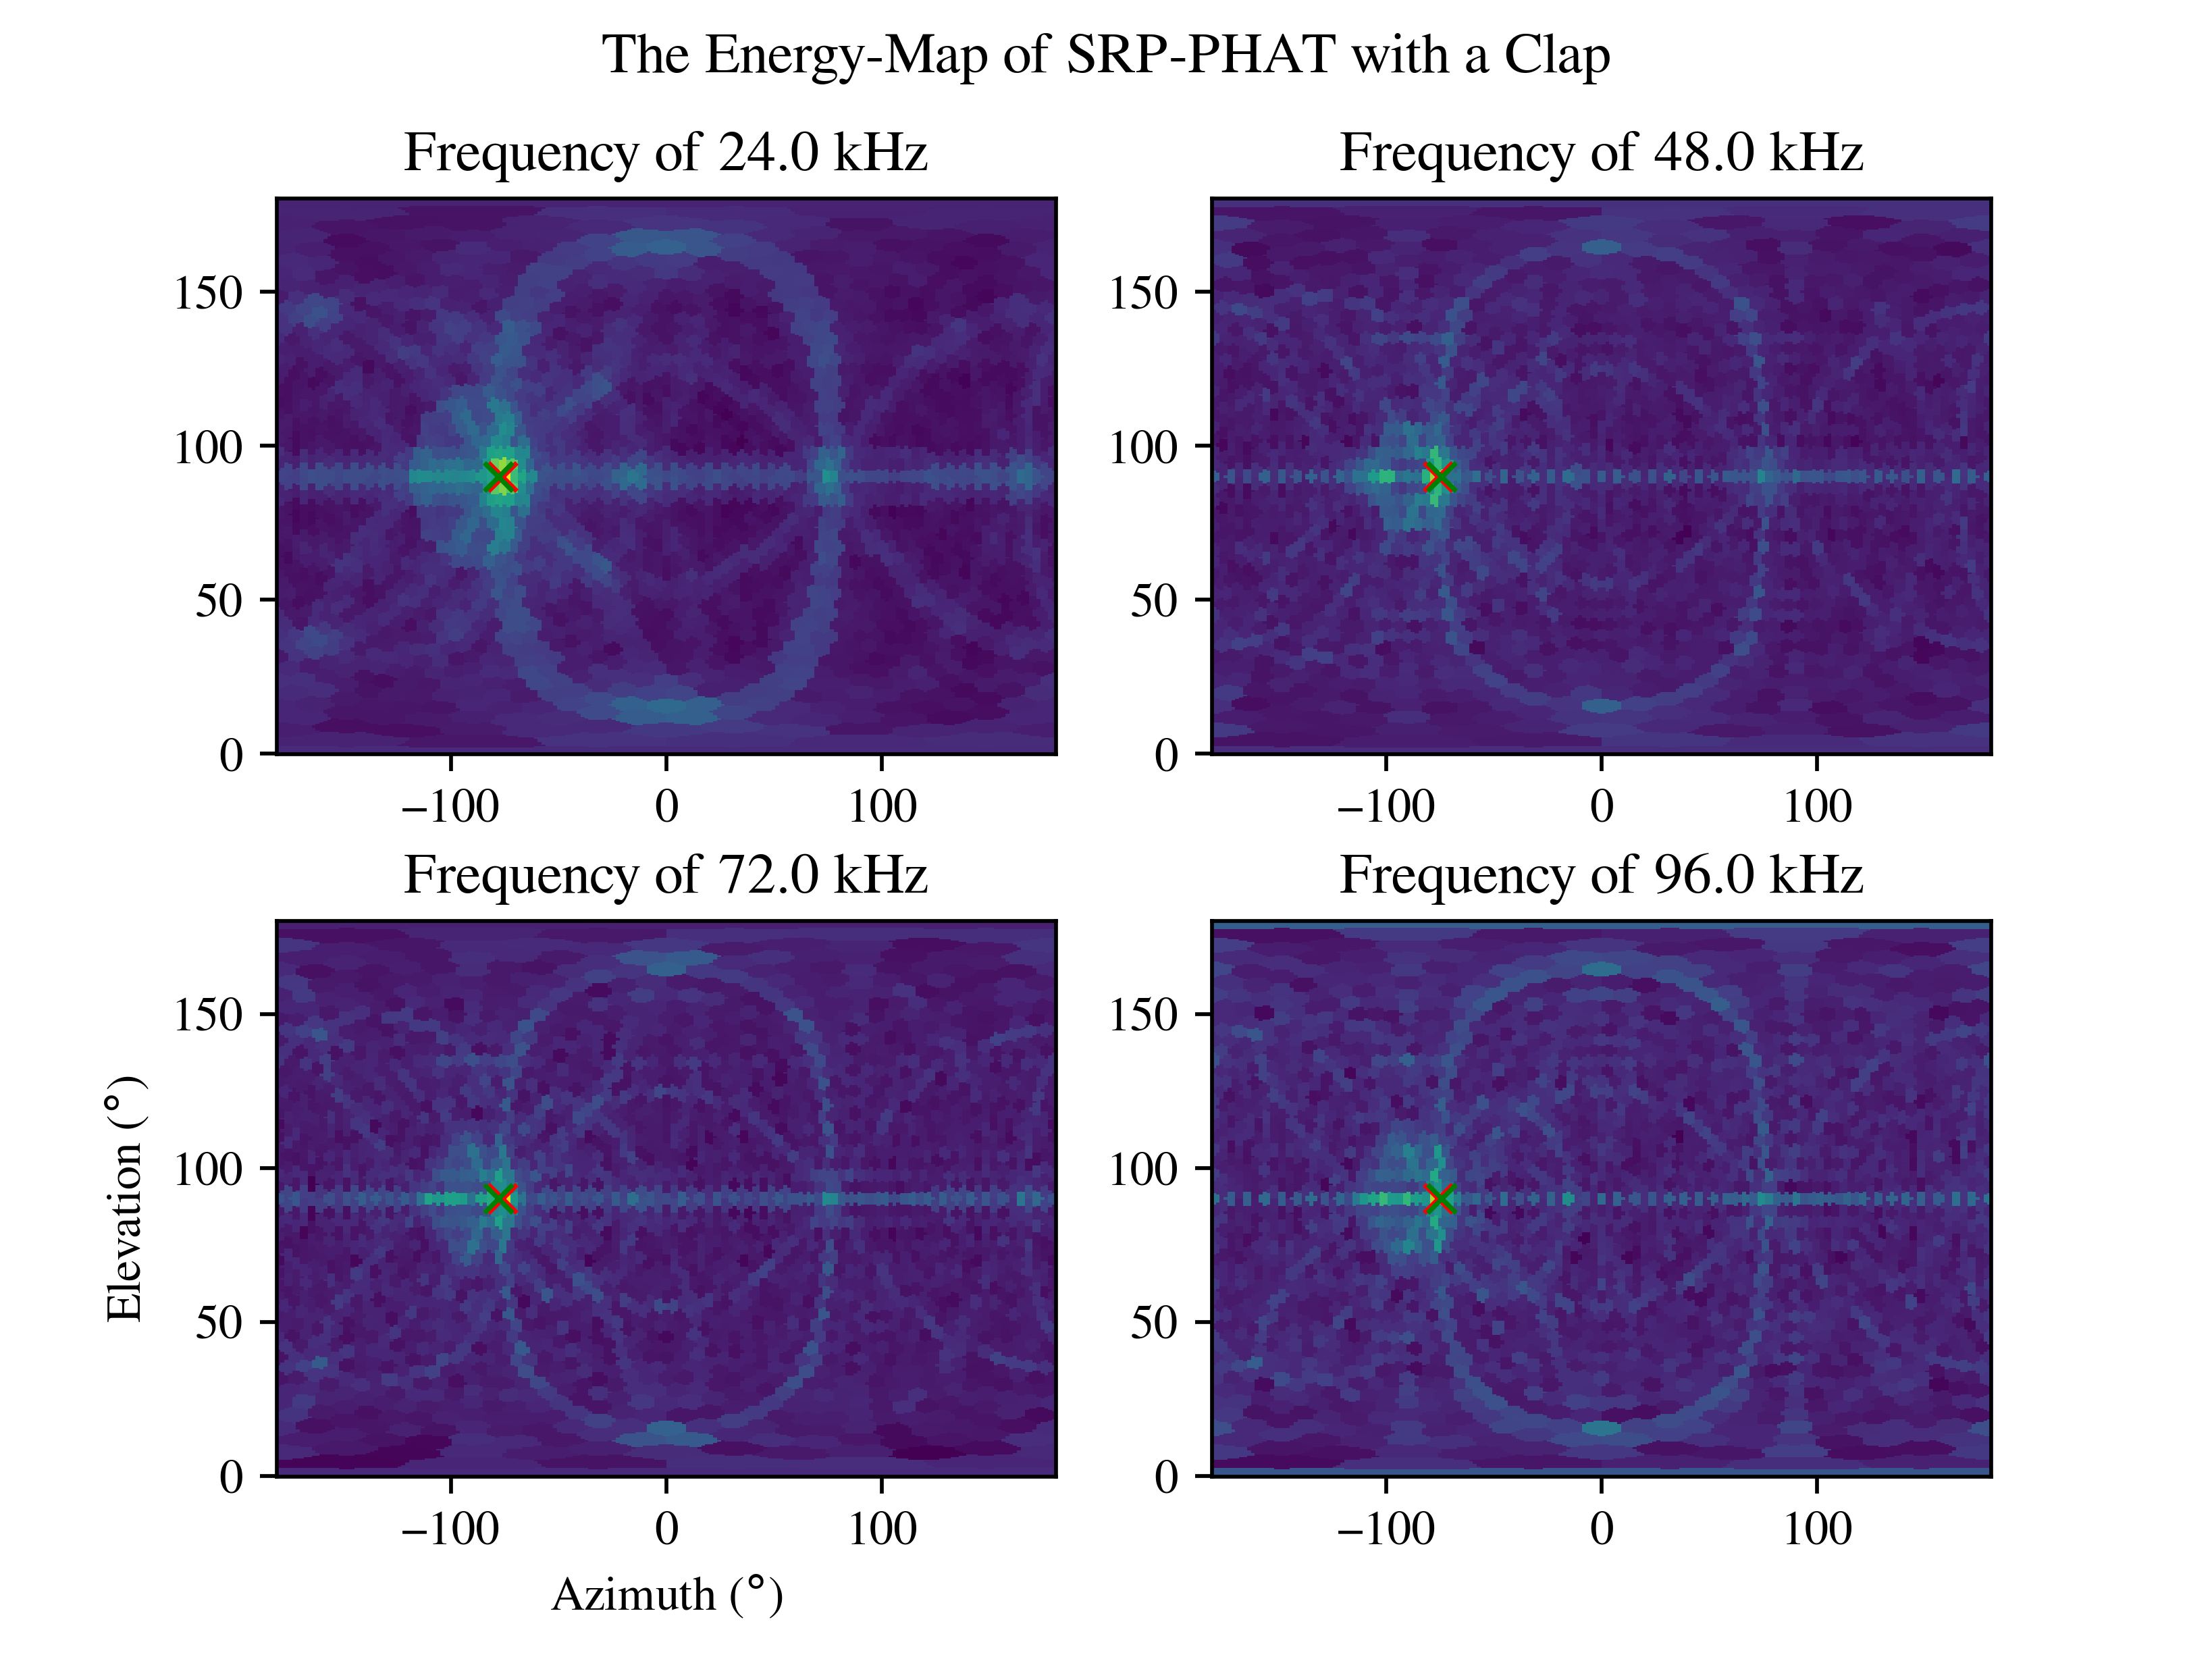 The Energy-Map of SRP-PHAT with a Clap
Frequency of 24.0 kHz
Frequency of 48.0 kHz
150
100
50
0
−100 0 100
150
100
50
0
−100 0 100
Frequency of 72.0 kHz
Frequency of 96.0 kHz
Elevation (°)
150
100
50
0
−100 0 100
Azimuth (°)
150
100
50
0
−100 0 100